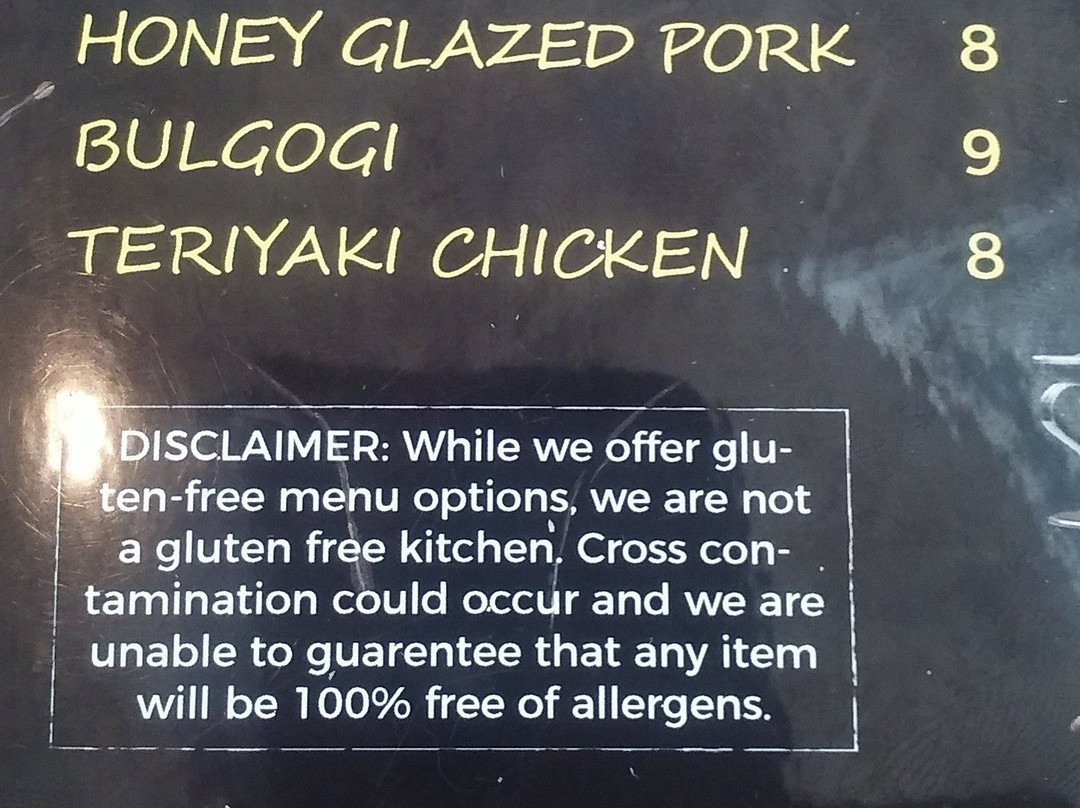 HONEY GLAZED PORK 8
BULGOGI 9
TERIYAKI CHICKEN 8
DISCLAIMER: While we offer glu-
ten-free menu options, we are not
a gluten free kitchen. Cross con-
tamination could occur and we are
unable to guarentee that any item
will be 100% free of allergens.